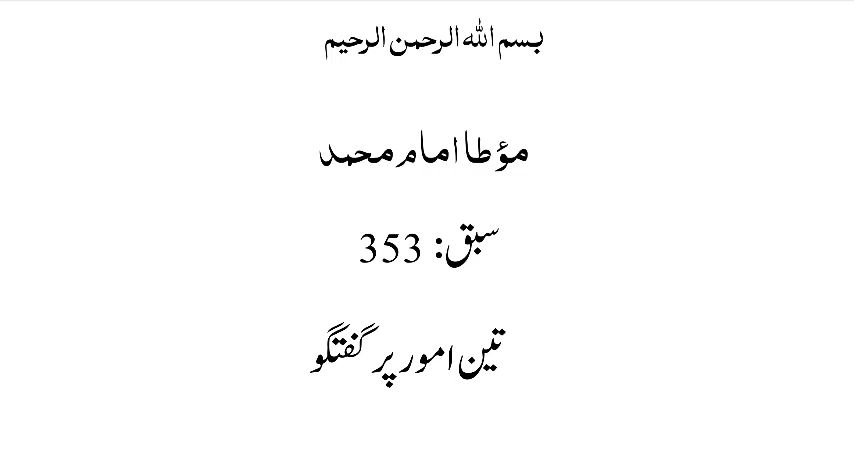 بسم اللہ الرحمن الرحیم
مؤطا امام محمد
سبق: 353
تین امور پر گفتگو